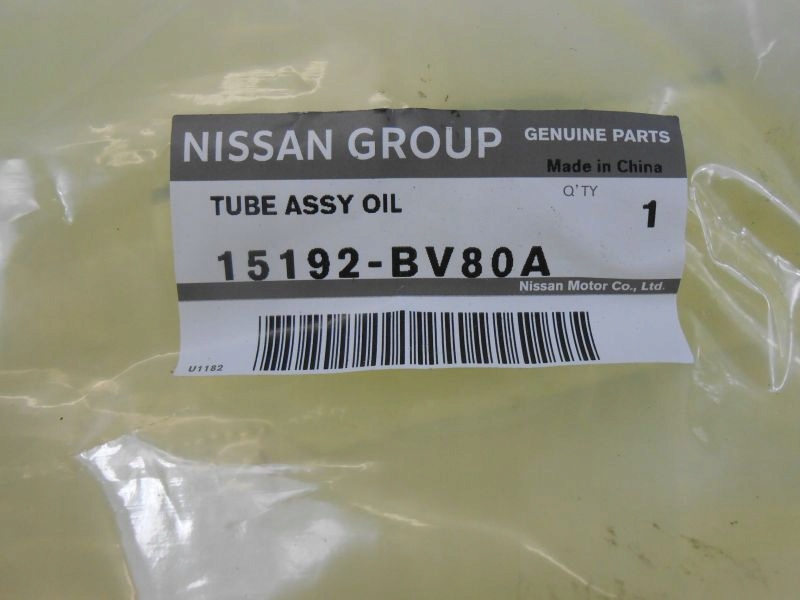 NISSAN GROUP GENUINE PARTS
Made in China
TUBE ASSY OIL Q'TY
1
15192-BV80A
Nissan Motor Co., Ltd.
U1182